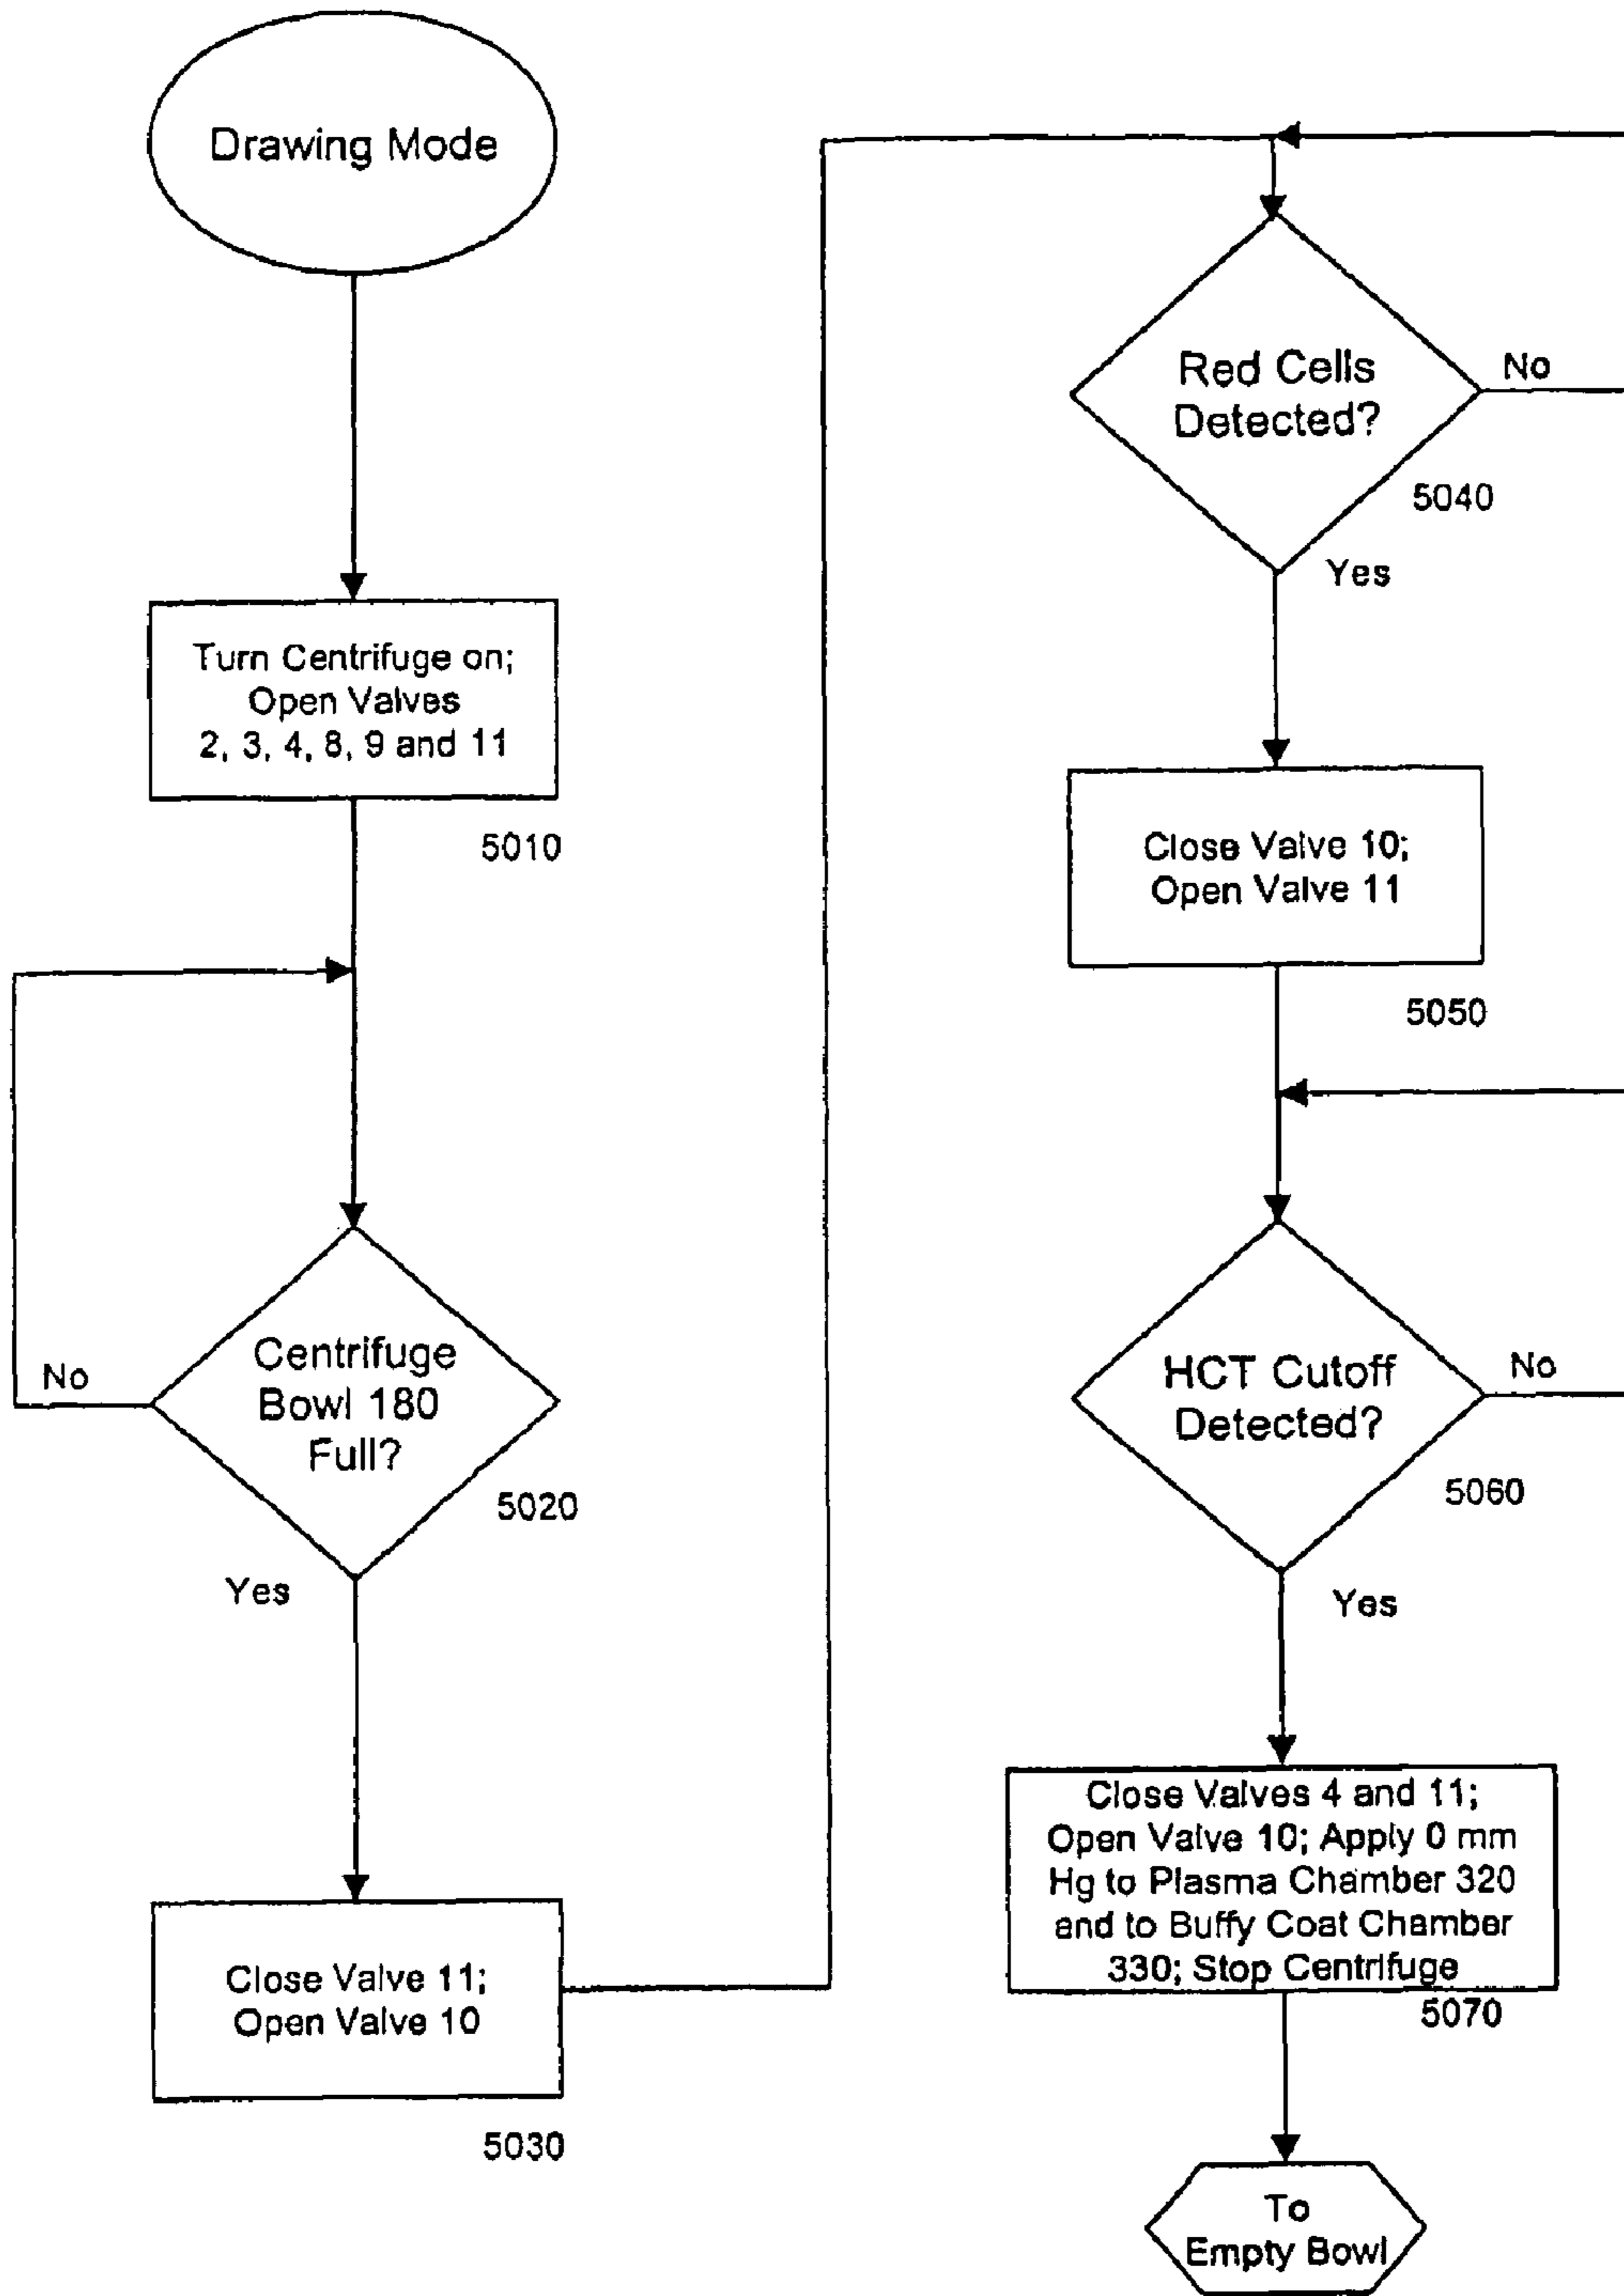 Drawing Mode
Turn Centrifuge on;
Open Valves
2, 3, 4, 8, 9 and 11
5010
Centrifuge
Bowl 180
Full?
No
5020
Yes
Close Valve 11;
Open Valve 10
5030
Red Cells
Detected?
No
5040
Yes
Close Valve 10;
Open Valve 11
5050
HCT Cutoff
Detected?
No
5060
Yes
Close Valves 4 and 11;
Open Valve 10; Apply 0 mm
Hg to Plasma Chamber 320
and to Buffy Coat Chamber
330; Stop Centrifuge
5070
To
Empty Bowl